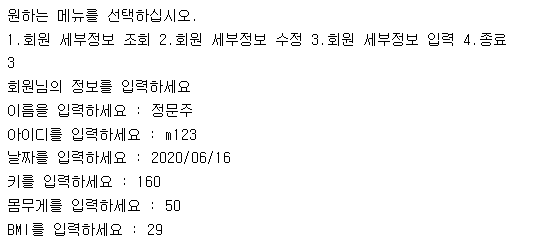 원하는 메뉴를 선택하십시오.
1.회원 세부정보 조회 2.회원 세부정보 수정 3.회원 세부정보 입력 4.종료
3
회원님의 정보를 입력하세요
이름을 입력하세요 : 정문주
아이디를 입력하세요 : m123
날짜를 입력하세요 : 2020/06/16
키를 입력하세요 : 160
몸무게를 입력하세요 : 50
BMI를 입력하세요 : 29